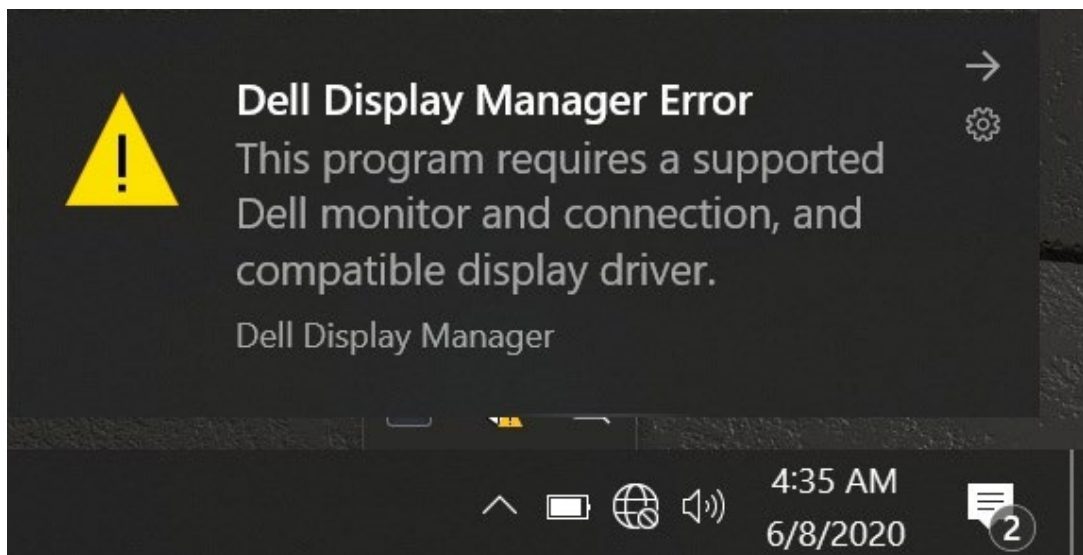 Dell Display Manager Error
This program requires a supported
Dell monitor and connection, and
compatible display driver.
Dell Display Manager
4:35 AM
6/8/2020
2